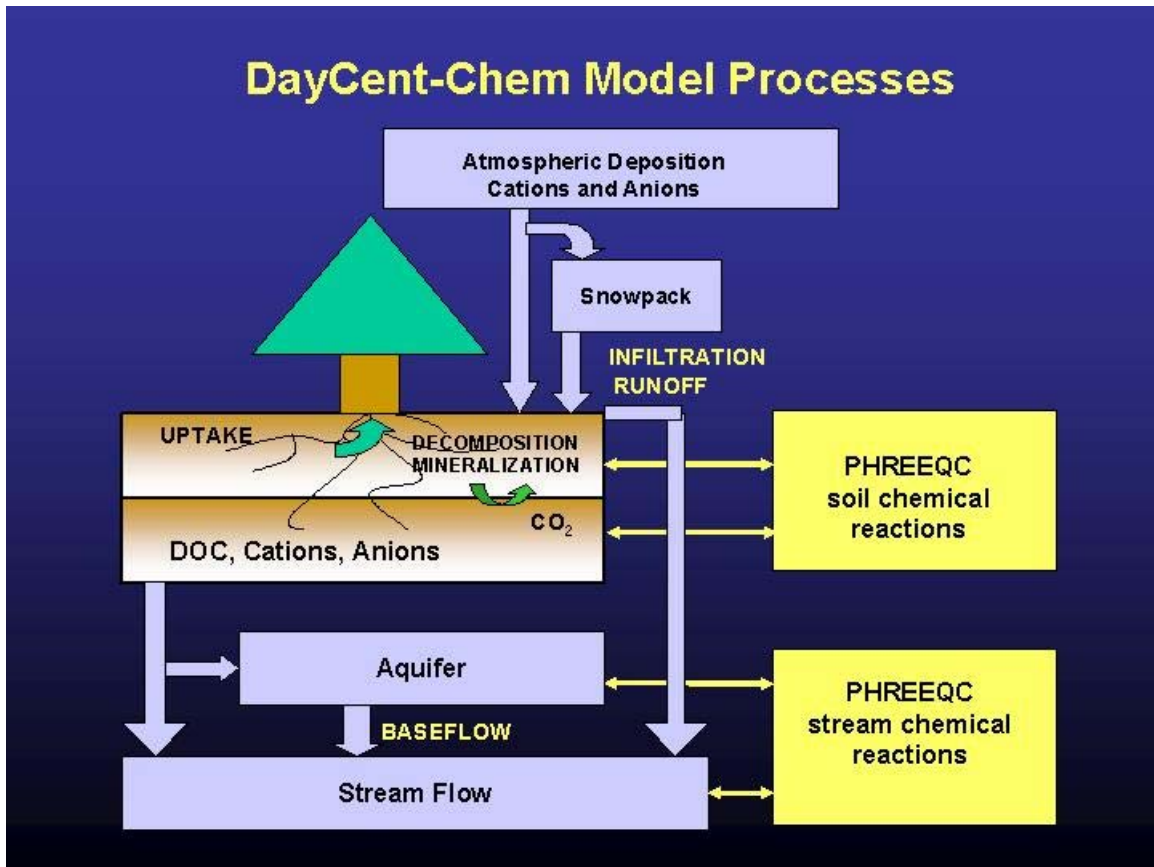 DayCent-Chem Model Processes
Atmospheric Deposition
Cations and Anions
Snowpack
INFILTRATION
RUNOFF
UPTAKE
DECOMPOSITION
MINERALIZATION
CO₂
DOC, Cations, Anions
PHREEQC
soil chemical
reactions
Aquifer
BASEFLOW
Stream Flow
PHREEQC
stream chemical
reactions